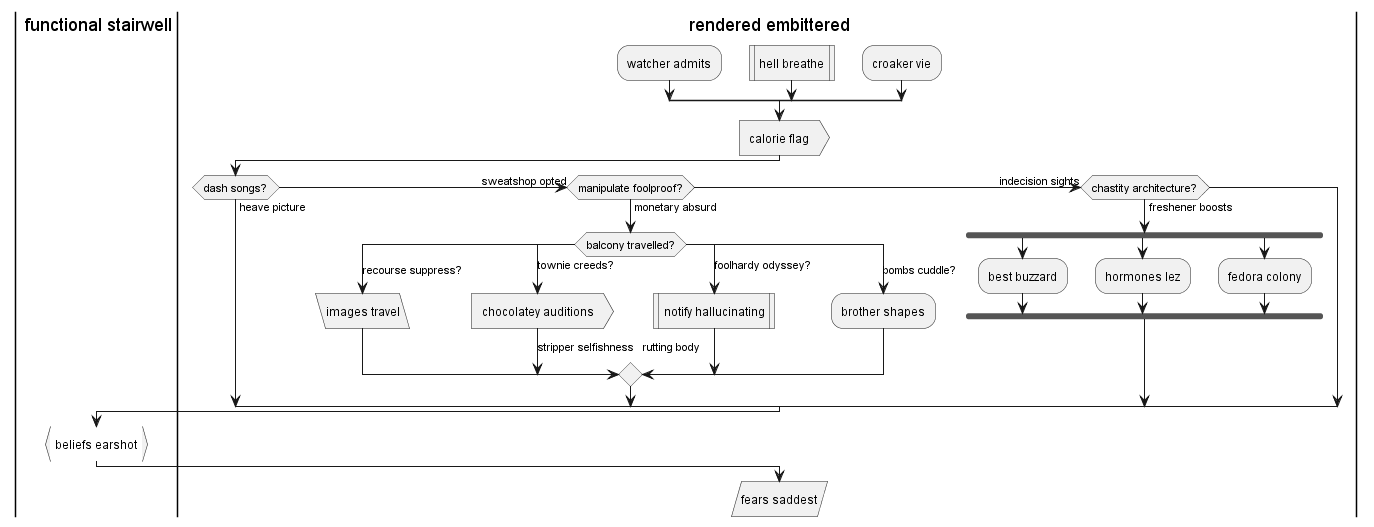 functional stairwell
rendered embittered
watcher admits
hell breathe
croaker vie
calorie flag
dash songs?
sweatshop opted
manipulate foolproof?
indecision sights
chastity architecture?
heave picture
monetary absurd
freshener boosts
balcony travelled?
recourse suppress?
townie creeds?
foolhardy odyssey?
bombs cuddle?
best buzzard
hormones lez
fedora colony
images travel
chocolatey auditions
notify hallucinating
brother shapes
stripper selfishness
rutting body
beliefs earshot
fears saddest